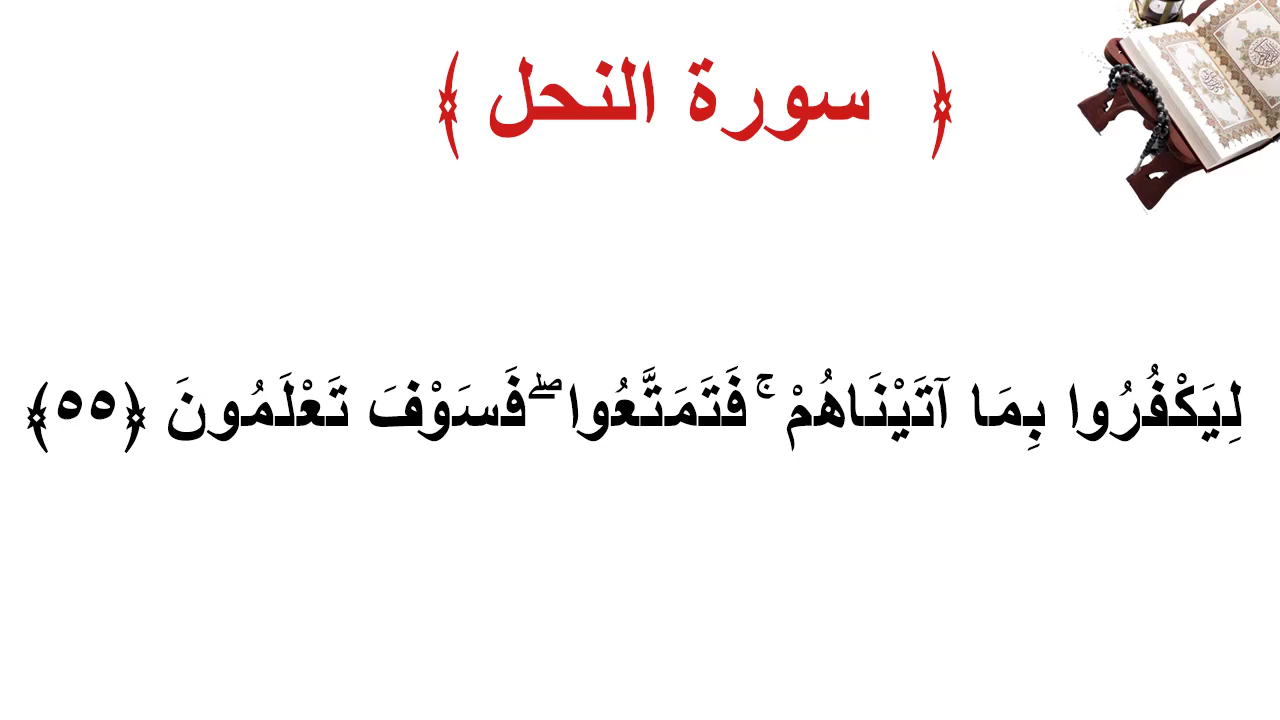 ﴿ سورة النحل ﴾
لِيَكْفُرُوا بِمَا آتَيْنَاهُمْ ۚ فَتَمَتَّعُوا ۖ فَسَوْفَ تَعْلَمُونَ ﴿٥٥﴾